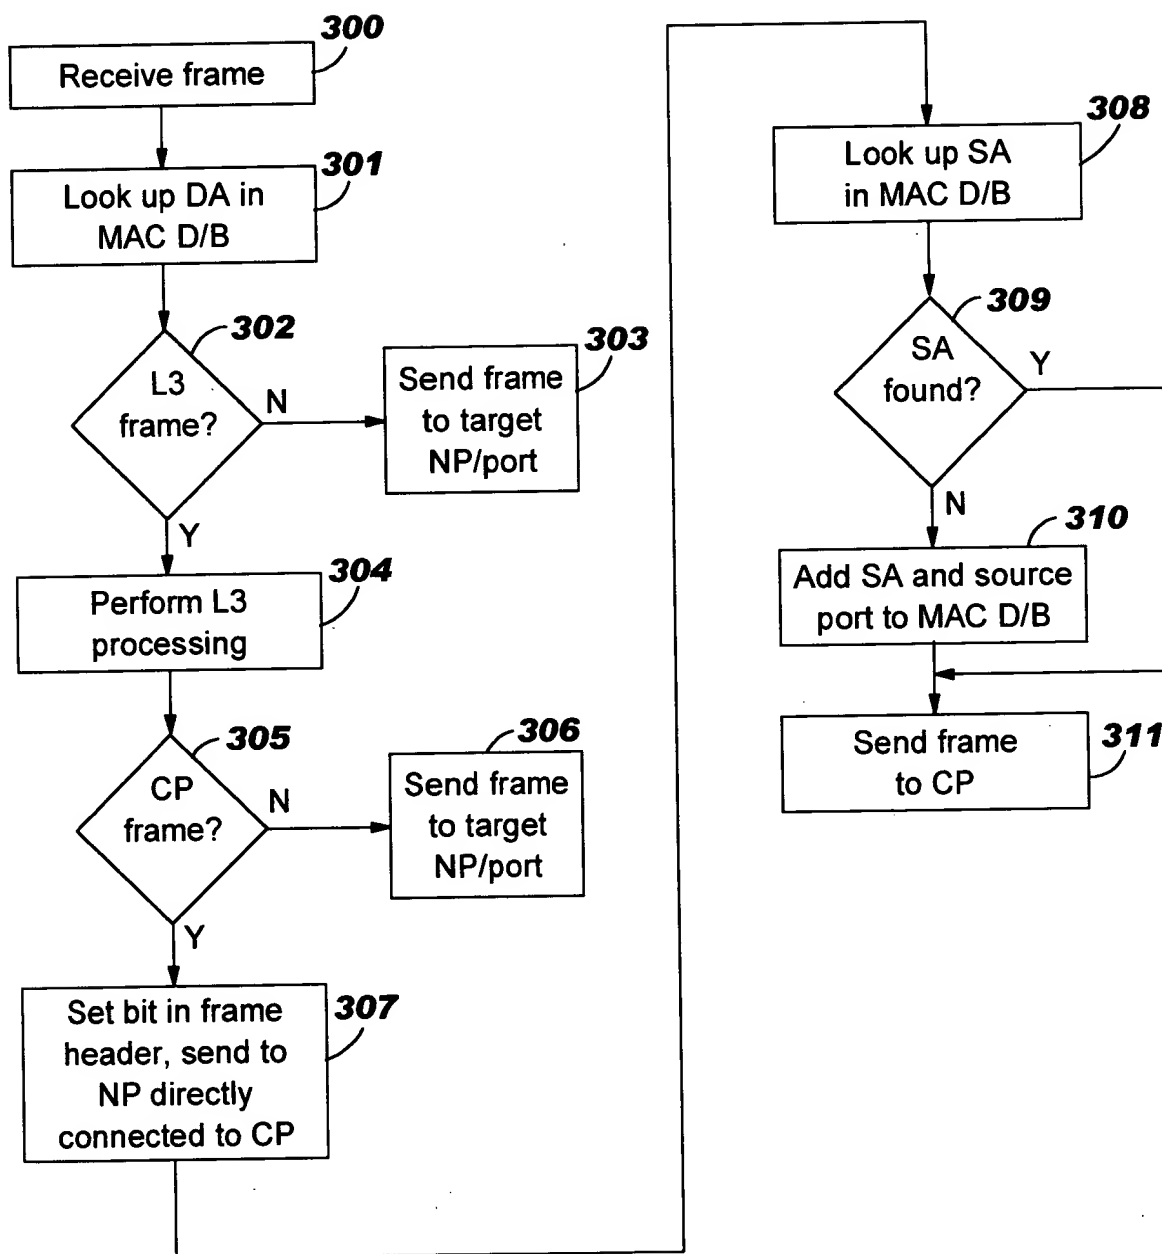 300
Receive frame
301
Look up DA in
MAC D/B
302
L3
frame?
N
303
Send frame
to target
NP/port
Y
304
Perform L3
processing
305
CP
frame?
N
306
Send frame
to target
NP/port
Y
307
Set bit in frame
header, send to
NP directly
connected to CP
308
Look up SA
in MAC D/B
309
SA
found?
Y
N
310
Add SA and source
port to MAC D/B
311
Send frame
to CP